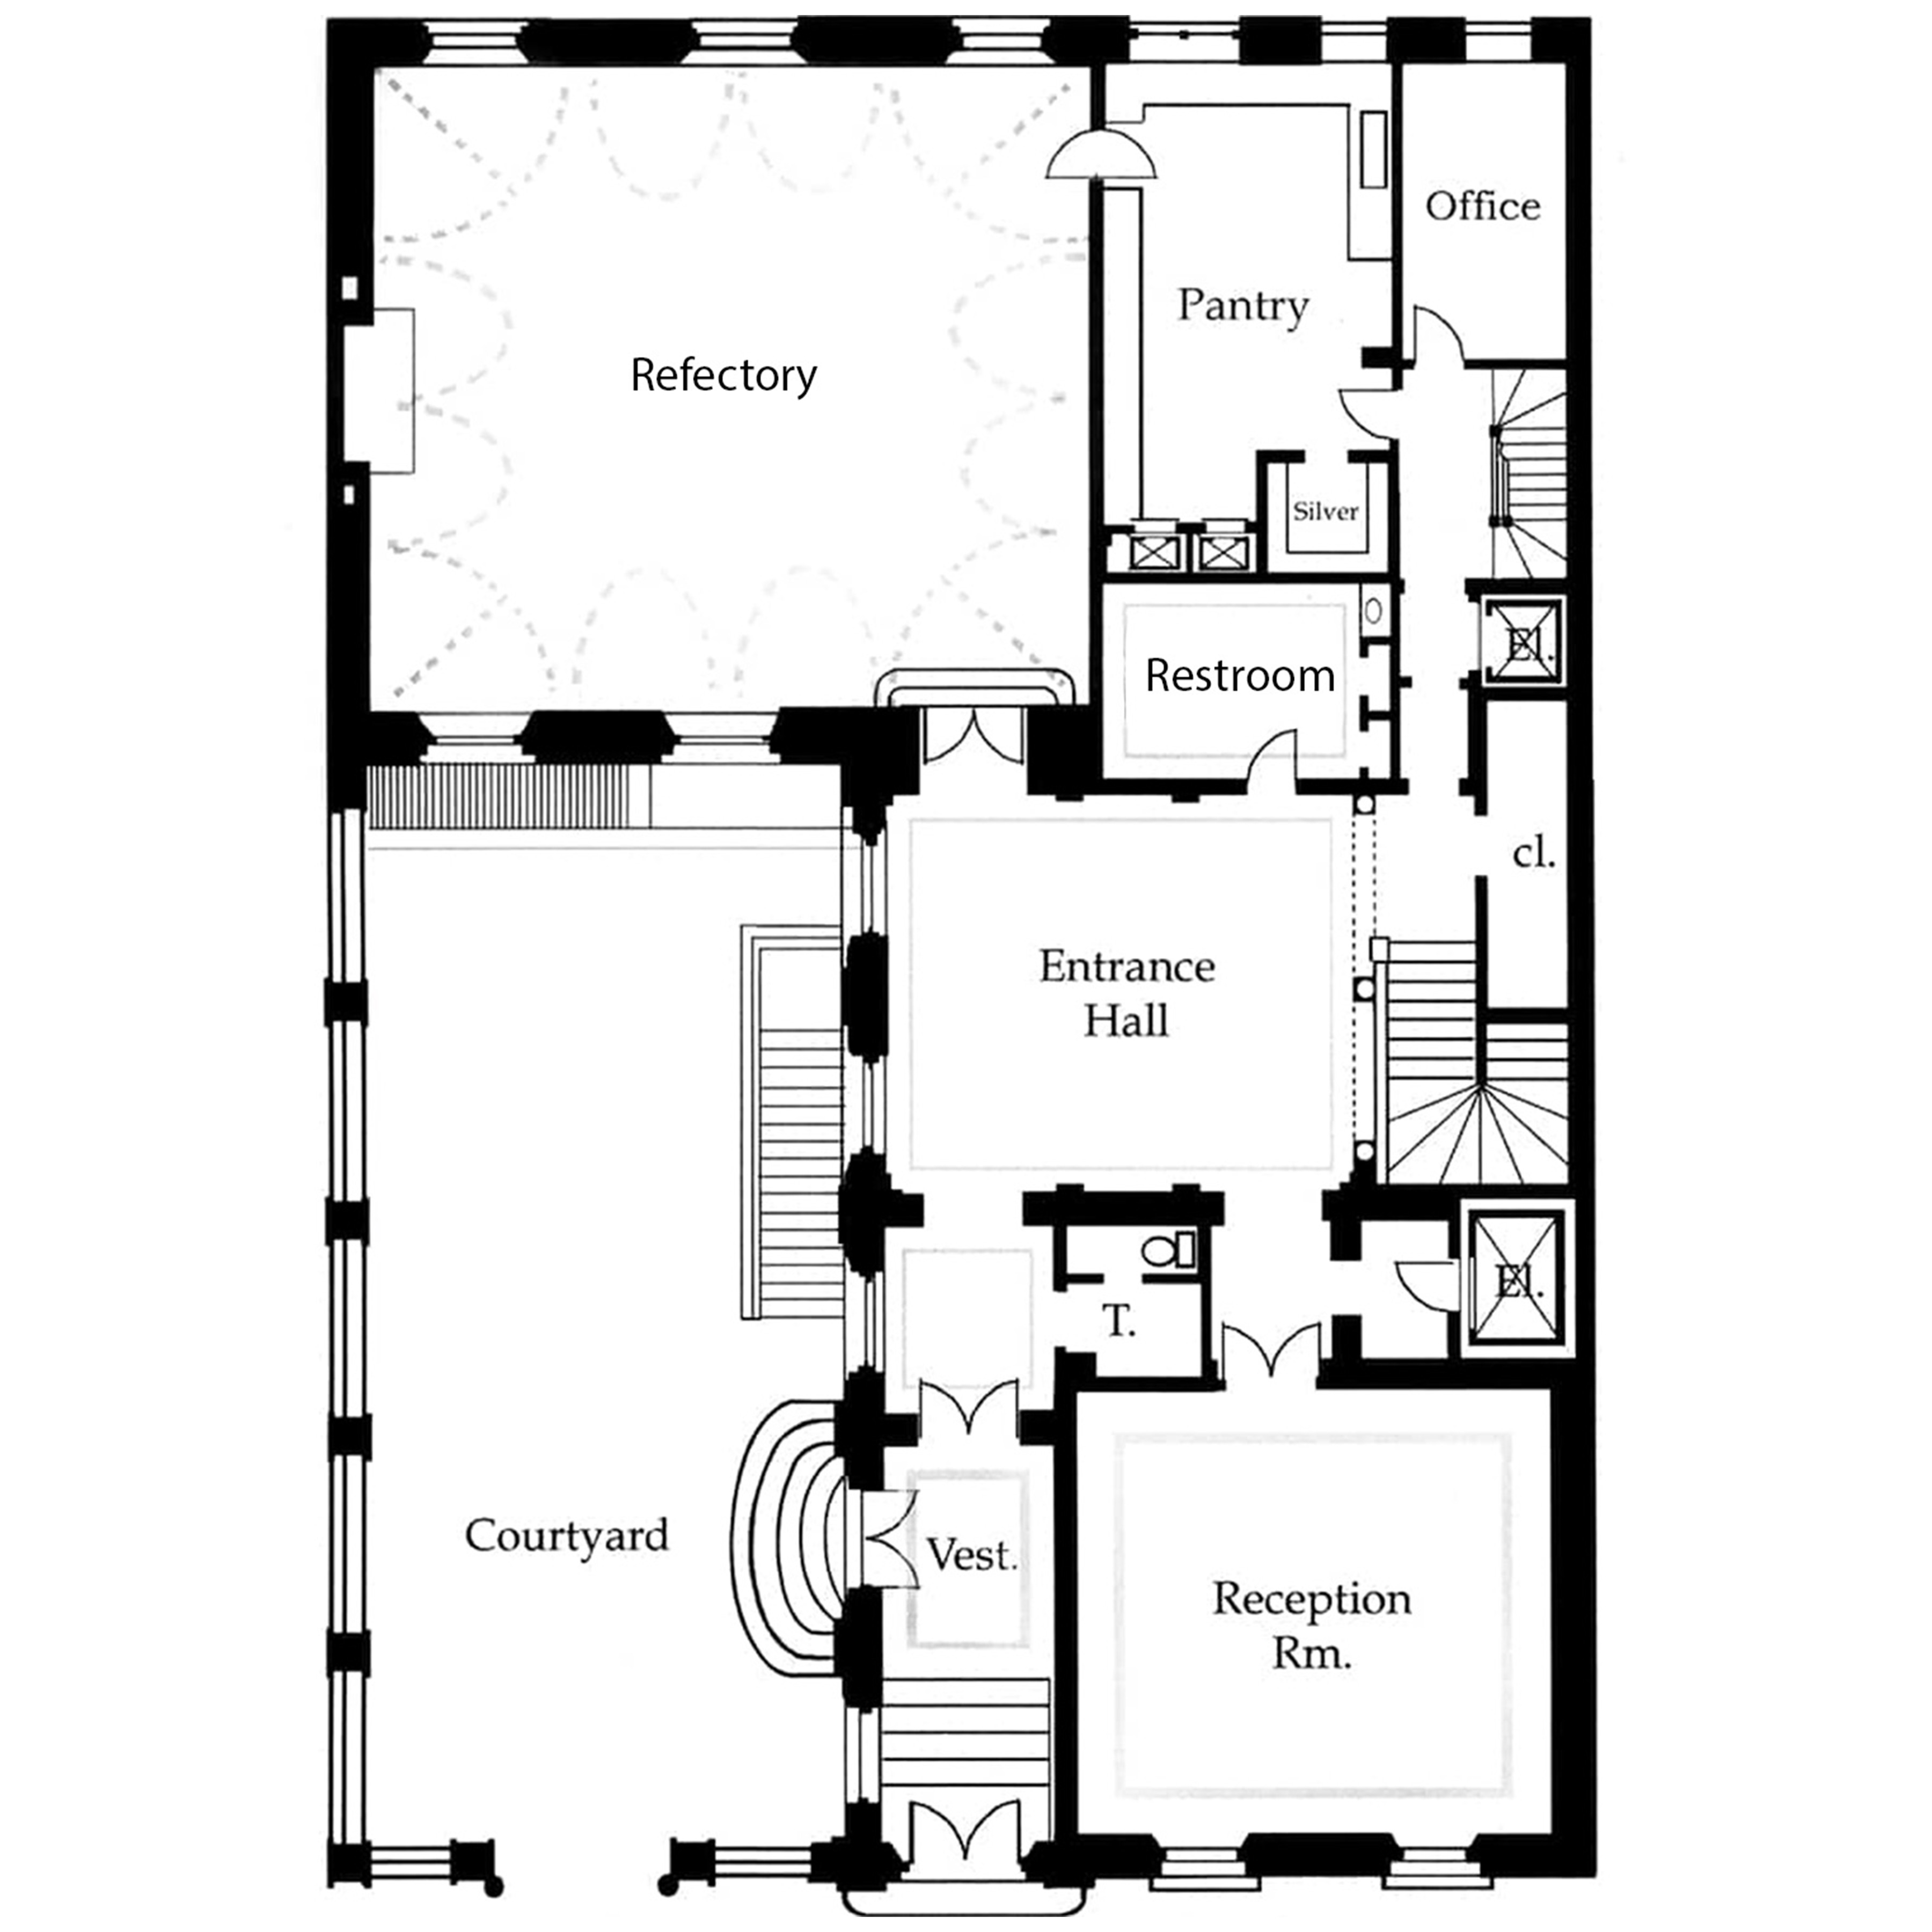 Office
Pantry
Refectory
Silver
El.
Restroom
cl.
Entrance
Hall
El.
T.
Courtyard
Vest.
Reception
Rm.